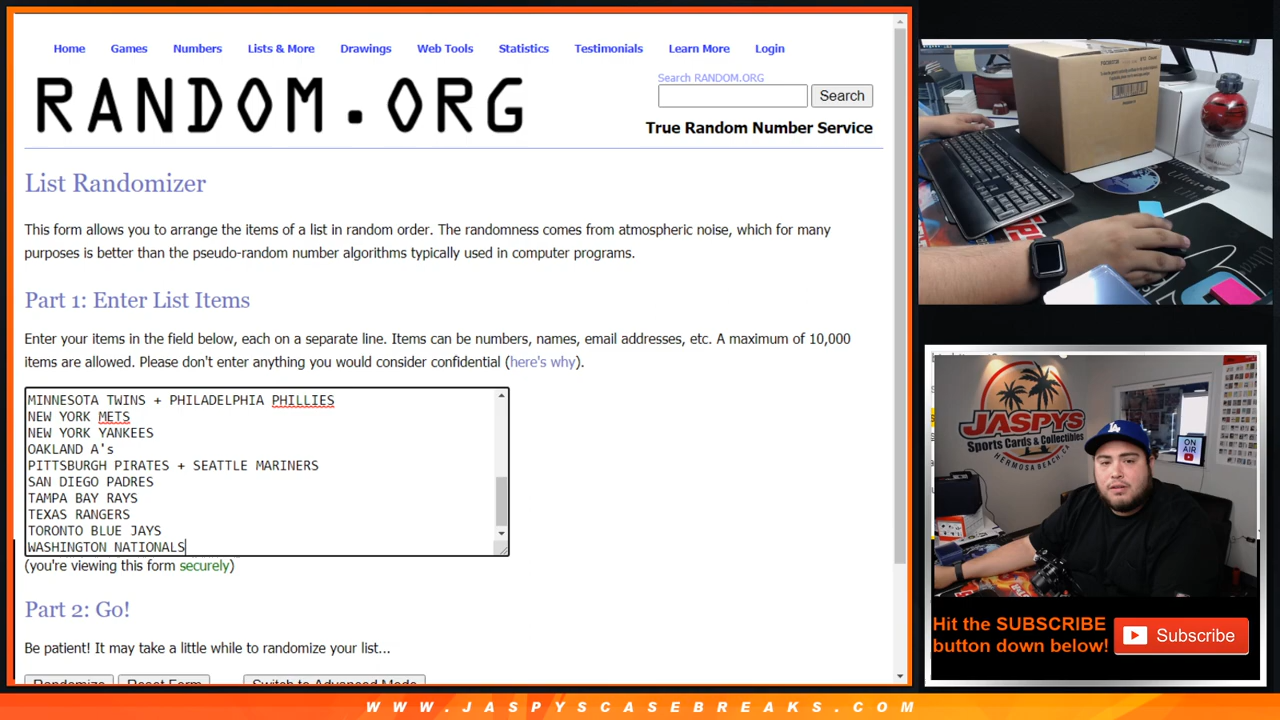 Home Games Numbers Lists & More Drawings Web Tools Statistics Testimonials Learn More Login
RANDOM.ORG
Search RANDOM.ORG
Search
True Random Number Service
List Randomizer
This form allows you to arrange the items of a list in random order. The randomness comes from atmospheric noise, which for many
purposes is better than the pseudo-random number algorithms typically used in computer programs.
Part 1: Enter List Items
Enter your items in the field below, each on a separate line. Items can be numbers, names, email addresses, etc. A maximum of 10,000
items are allowed. Please don't enter anything you would consider confidential (here's why).
MINNESOTA TWINS + PHILADELPHIA PHILLIES
NEW YORK METS
NEW YORK YANKEES
OAKLAND A's
PITTSBURGH PIRATES + SEATTLE MARINERS
SAN DIEGO PADRES
TAMPA BAY RAYS
TEXAS RANGERS
TORONTO BLUE JAYS
WASHINGTON NATIONALS
(you're viewing this form securely)
Part 2: Go!
Be patient! It may take a little while to randomize your list...
Randomize Reset Form Switch to Advanced Mode
JASPYS
Sports Cards & Collectibles
HERMOSA BEACH, CA
ON
AIR
LA
Hit the SUBSCRIBE
button down below!
Subscribe
WWW.JASPYSCASEBREAKS.COM